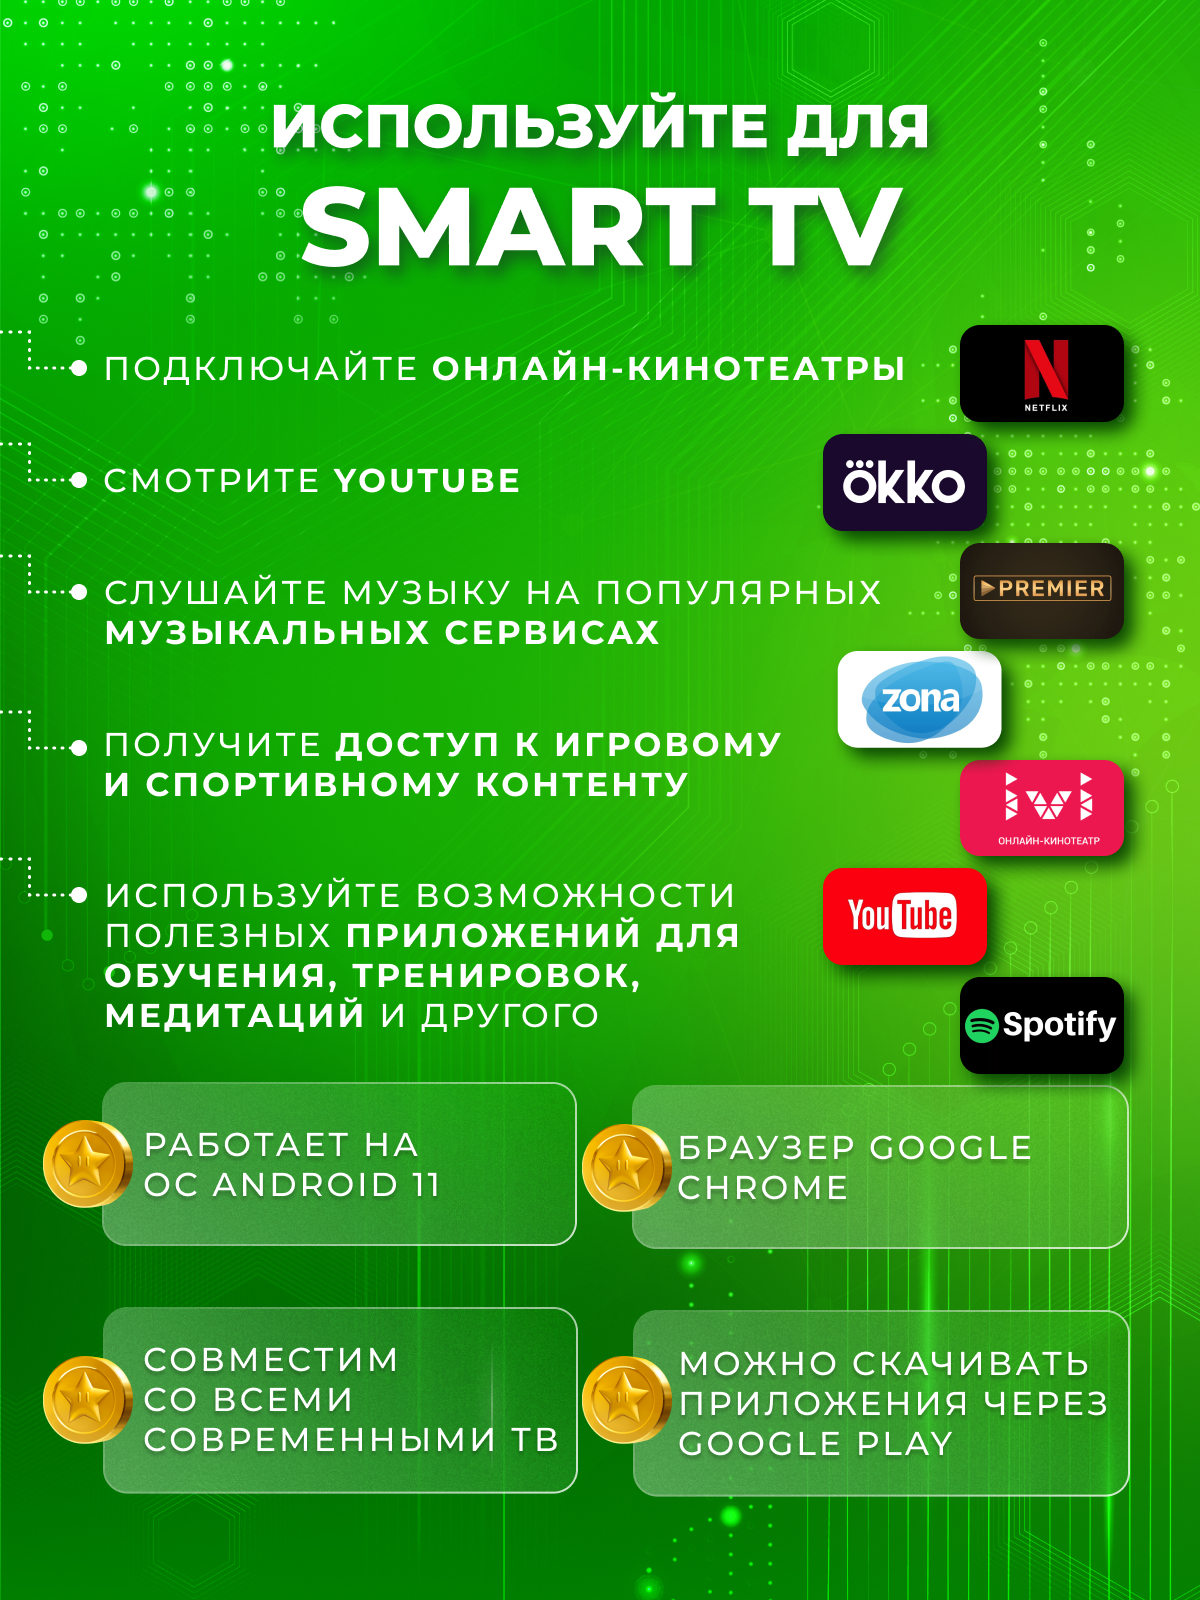 ИСПОЛЬЗУЙТЕ ДЛЯ
SMART TV
ПОДКЛЮЧАЙТЕ ОНЛАЙН-КИНОТЕАТРЫ
СМОТРИТЕ YOUTUBE
СЛУШАЙТЕ МУЗЫКУ НА ПОПУЛЯРНЫХ
МУЗЫКАЛЬНЫХ СЕРВИСАХ
ПОЛУЧИТЕ ДОСТУП К ИГРОВОМУ
И СПОРТИВНОМУ КОНТЕНТУ
ИСПОЛЬЗУЙТЕ ВОЗМОЖНОСТИ
ПОЛЕЗНЫХ ПРИЛОЖЕНИЙ ДЛЯ
ОБУЧЕНИЯ, ТРЕНИРОВОК,
МЕДИТАЦИЙ И ДРУГОГО
N
NETFLIX
ökko
PREMIER
zona
ivi
ОНЛАЙН-КИНОТЕАТР
YouTube
Spotify
РАБОТАЕТ НА
ОС ANDROID 11
БРАУЗЕР GOOGLE
CHROME
СОВМЕСТИМ
СО ВСЕМИ
СОВРЕМЕННЫМИ ТВ
МОЖНО СКАЧИВАТЬ
ПРИЛОЖЕНИЯ ЧЕРЕЗ
GOOGLE PLAY